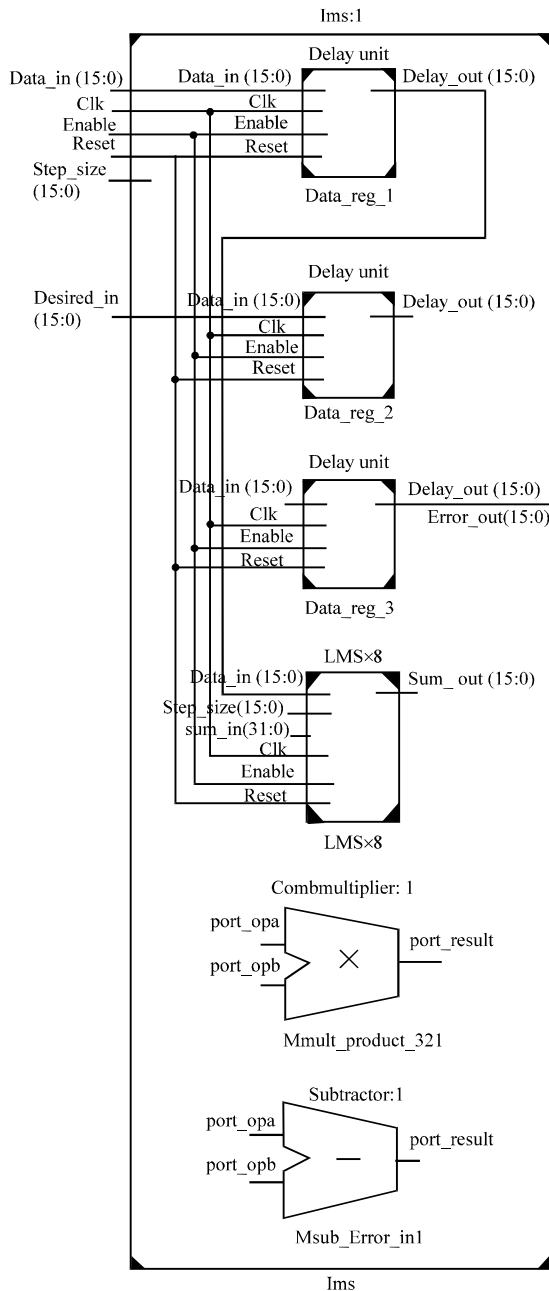 Ims:1
Delay unit
Data_in (15:0) Data_in (15:0) Delay_out (15:0)
Clk Clk
Enable Enable
Reset Reset
Step_size
(15:0)
Data_reg_1
Delay unit
Desired_in Data_in (15:0) Delay_out (15:0)
(15:0)
Clk
Enable
Reset
Data_reg_2
Delay unit
Data_in (15:0) Delay_out (15:0)
Clk Error_out(15:0)
Enable
Reset
Data_reg_3
LMS×8
Data_in (15:0) Sum_ out (15:0)
Step_size(15:0)
sum_in(31:0)
Clk
Enable
Reset
LMS×8
Combmultiplier: 1
port_opa
port_result
port_opb
×
Mmult_product_321
Subtractor:1
port_opa
port_result
port_opb
—
Msub_Error_in1
Ims